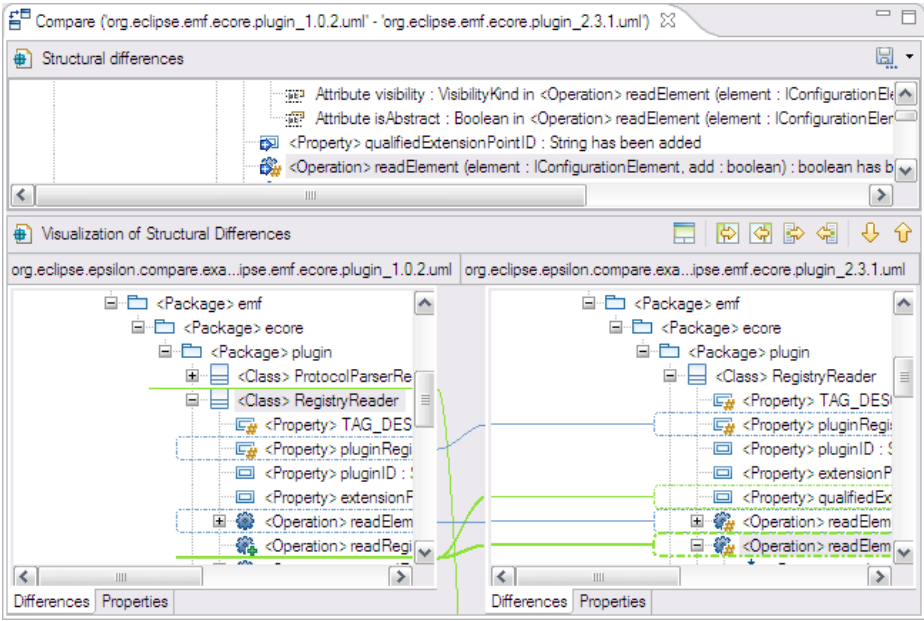 Compare ('org.eclipse.emf.ecore.plugin_1.0.2.uml' - 'org.eclipse.emf.ecore.plugin_2.3.1.uml')
Structural differences
Attribute visibility : VisibilityKind in <Operation> readElement (element : IConfigurationEle
Attribute isAbstract : Boolean in <Operation> readElement (element : IConfigurationElem
<Property> qualifiedExtensionPointID : String has been added
<Operation> readElement (element : IConfigurationElement, add : boolean) : boolean has b
Visualization of Structural Differences
org.eclipse.epsilon.compare.exa...ipse.emf.ecore.plugin_1.0.2.uml
org.eclipse.epsilon.compare.exa...ipse.emf.ecore.plugin_2.3.1.uml
<Package> emf
<Package> ecore
<Package> plugin
<Class> ProtocolParserRe
<Class> RegistryReader
<Property> TAG_DES
<Property> pluginRegi
<Property> pluginID :
<Property> extensionP
<Operation> readElem
<Operation> readRegi
Differences Properties
<Package> emf
<Package> ecore
<Package> plugin
<Class> RegistryReader
<Property> TAG_DES
<Property> pluginRegis
<Property> pluginID :
<Property> extensionP
<Property> qualifiedEx
<Operation> readElem
<Operation> readElem
Differences Properties